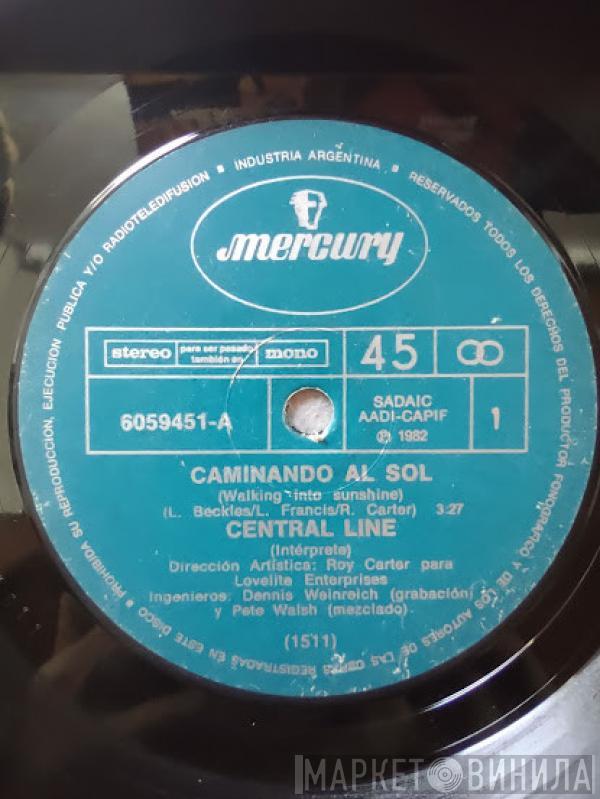 PROHIBIDA SU REPRODUCCION, EJECUCION PUBLICA Y/O RADIOTELEDIFUSION ▪ INDUSTRIA ARGENTINA ▪ RESERVADOS TODOS LOS DERECHOS DEL PRODUCTOR FONOGRAFICO Y DE LOS AUTORES DE LAS OBRAS REGISTRADAS EN ESTE DISCO ▪
mercury
stereo para ser pasado también en mono 45
6059451-A SADAIC AADI-CAPIF ℗ 1982 1
CAMINANDO AL SOL
(Walking into sunshine)
(L. Beckles/L. Francis/R. Carter) 3:27
CENTRAL LINE
(Intérprete)
Dirección Artística: Roy Carter para
Lovelite Enterprises
Ingenieros: Dennis Weinreich (grabación)
y Pete Walsh (mezclado)
(1511)
МАРКЕТ ВИНИЛА